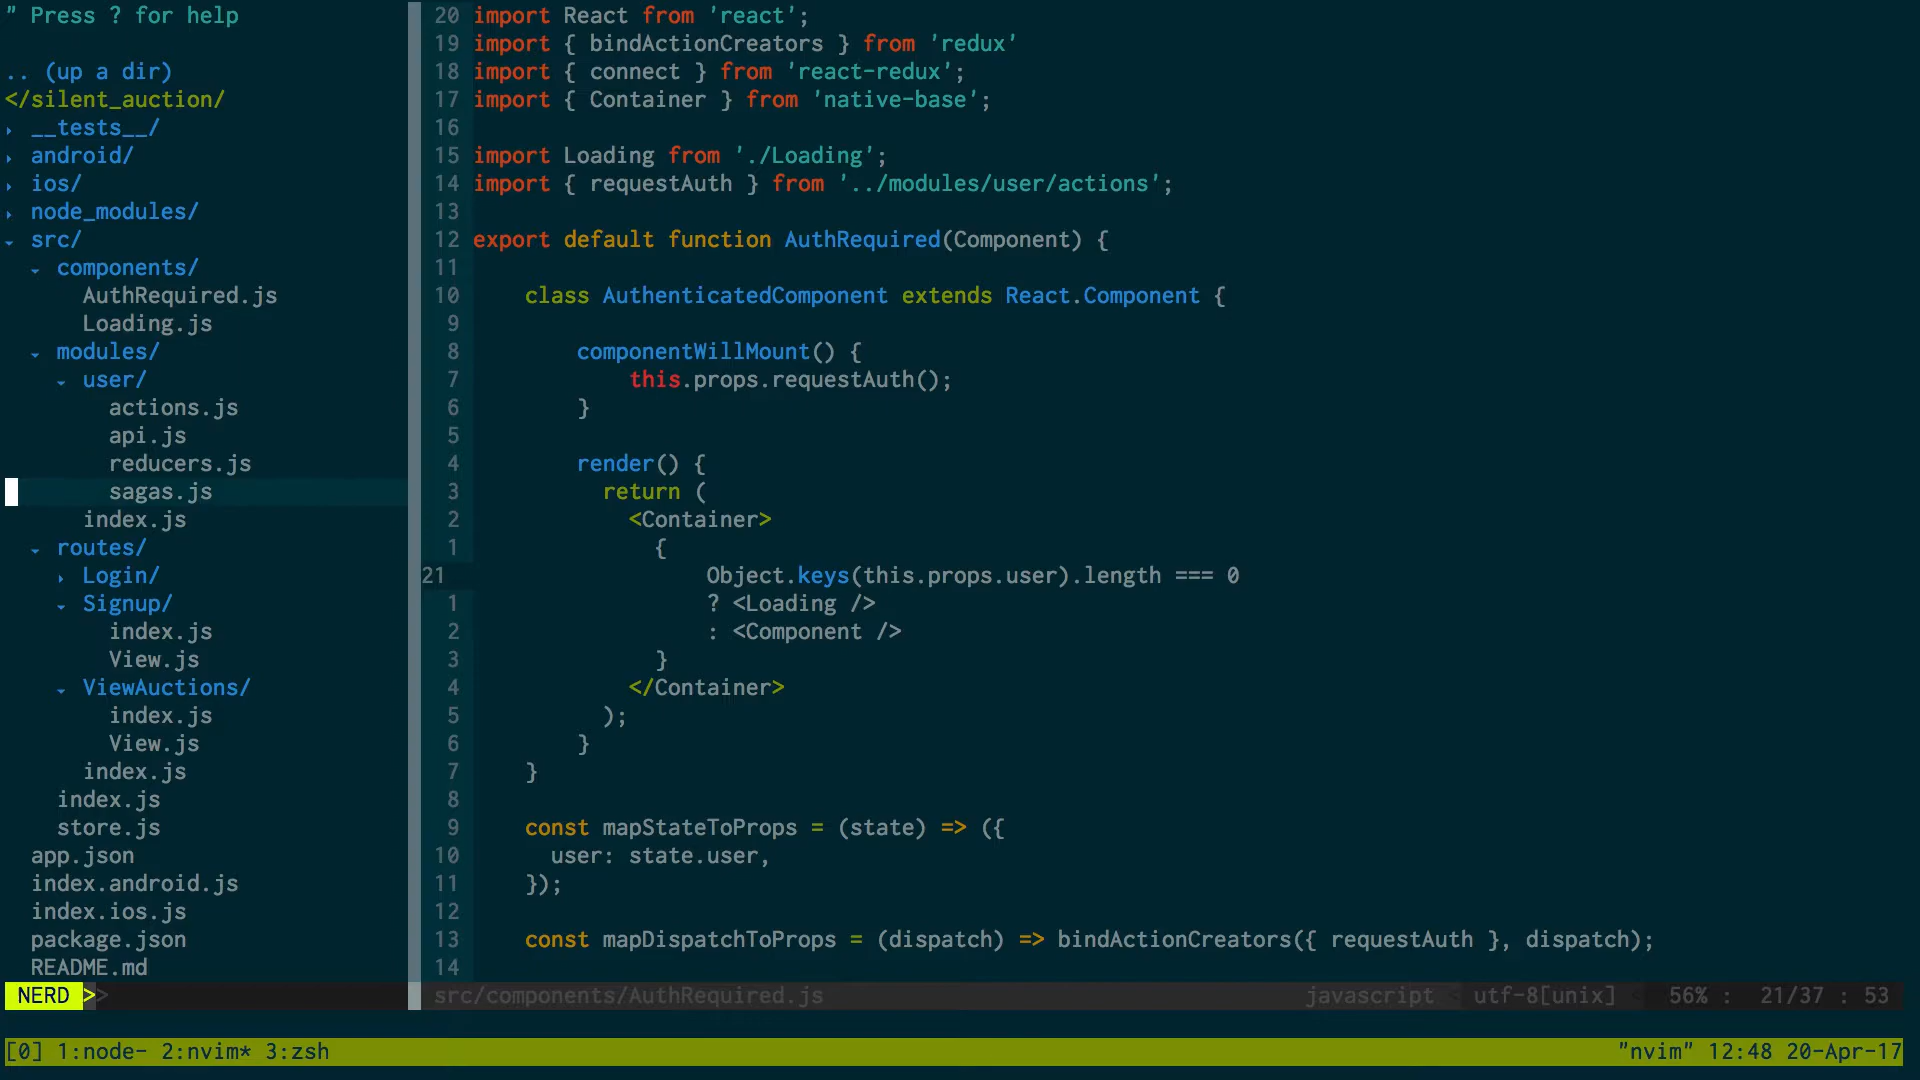 " Press ? for help
.. (up a dir)
</silent_auction/
▸ __tests__/
▸ android/
▸ ios/
▸ node_modules/
▾ src/
▾ components/
AuthRequired.js
Loading.js
▾ modules/
▾ user/
actions.js
api.js
reducers.js
sagas.js
index.js
▾ routes/
▸ Login/
▾ Signup/
index.js
View.js
▾ ViewAuctions/
index.js
View.js
index.js
index.js
store.js
app.json
index.android.js
index.ios.js
package.json
README.md
NERD >>
20 import React from 'react';
19 import { bindActionCreators } from 'redux'
18 import { connect } from 'react-redux';
17 import { Container } from 'native-base';
16
15 import Loading from './Loading';
14 import { requestAuth } from '../modules/user/actions';
13
12 export default function AuthRequired(Component) {
11
10     class AuthenticatedComponent extends React.Component {
9
8         componentWillMount() {
7             this.props.requestAuth();
6         }
5
4         render() {
3           return (
2             <Container>
1               {
21                  Object.keys(this.props.user).length === 0
1                   ? <Loading />
2                   : <Component />
3               }
4             </Container>
5           );
6         }
7     }
8
9     const mapStateToProps = (state) => ({
10      user: state.user,
11    });
12
13    const mapDispatchToProps = (dispatch) => bindActionCreators({ requestAuth }, dispatch);
14
src/components/AuthRequired.js javascript < utf-8[unix] < 56% : 21/37 : 53
[0] 1:node- 2:nvim* 3:zsh "nvim" 12:48 20-Apr-17